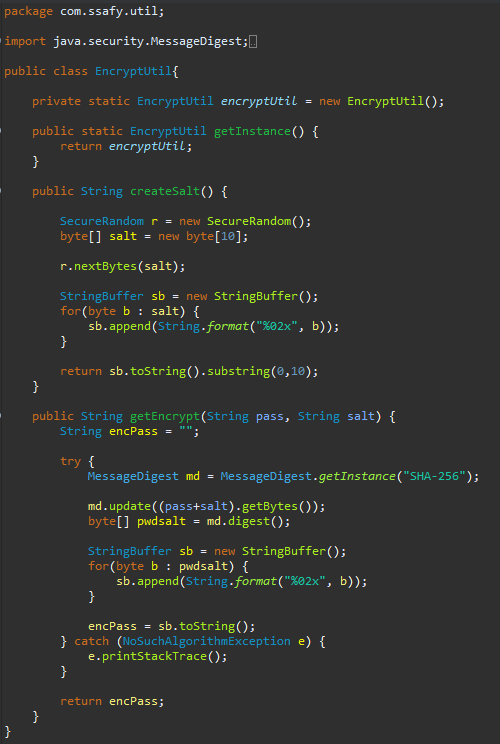 package com.ssafy.util;
import java.security.MessageDigest;
public class EncryptUtil{
private static EncryptUtil encryptUtil = new EncryptUtil();
public static EncryptUtil getInstance() {
return encryptUtil;
}
public String createSalt() {
SecureRandom r = new SecureRandom();
byte[] salt = new byte[10];
r.nextBytes(salt);
StringBuffer sb = new StringBuffer();
for(byte b : salt) {
sb.append(String.format("%02x", b));
}
return sb.toString().substring(0,10);
}
public String getEncrypt(String pass, String salt) {
String encPass = "";
try {
MessageDigest md = MessageDigest.getInstance("SHA-256");
md.update((pass+salt).getBytes());
byte[] pwdsalt = md.digest();
StringBuffer sb = new StringBuffer();
for(byte b : pwdsalt) {
sb.append(String.format("%02x", b));
}
encPass = sb.toString();
} catch (NoSuchAlgorithmException e) {
e.printStackTrace();
}
return encPass;
}
}